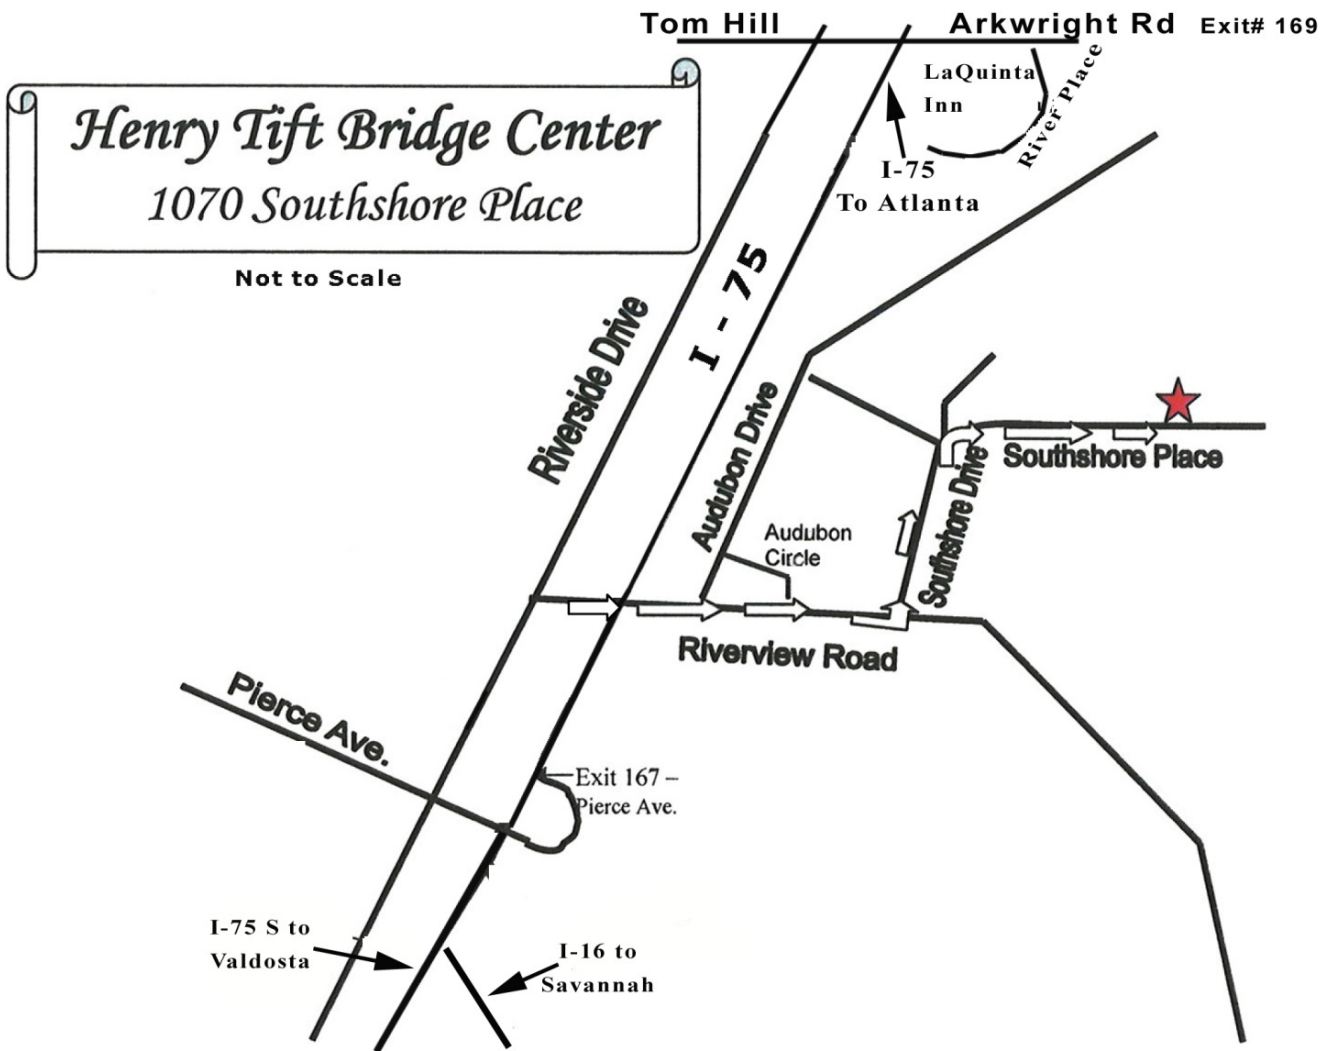 Tom Hill
Arkwright Rd Exit# 169
Henry Tift Bridge Center
1070 Southshore Place
Not to Scale
LaQuinta
Inn
River Place
I-75
To Atlanta
I - 75
Riverside Drive
Audubon Drive
Southshore Place
Audubon
Circle
Southshore Drive
Riverview Road
Pierce Ave.
Exit 167 –
Pierce Ave.
I-75 S to
Valdosta
I-16 to
Savannah